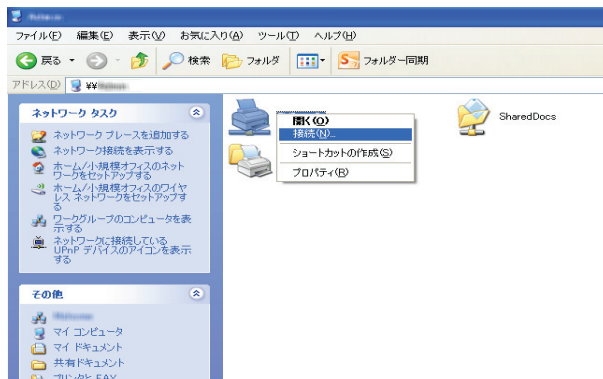 ファイル(F) 編集(E) 表示(V) お気に入り(A) ツール(T) ヘルプ(H)
戻る 検索 フォルダ フォルダー同期
アドレス(D) ¥¥
ネットワーク タスク
ネットワーク プレースを追加する
ネットワーク接続を表示する
ホーム/小規模オフィスのネット
ワークをセットアップする
ホーム/小規模オフィスのワイヤ
レス ネットワークをセットアップす
る
ワークグループのコンピュータを表
示する
ネットワークに接続している
UPnP デバイスのアイコンを表示
する
その他
マイ コンピュータ
マイ ドキュメント
共有ドキュメント
プリンタと FAX
開く(O)
接続(N)...
ショートカットの作成(S)
プロパティ(R)
SharedDocs